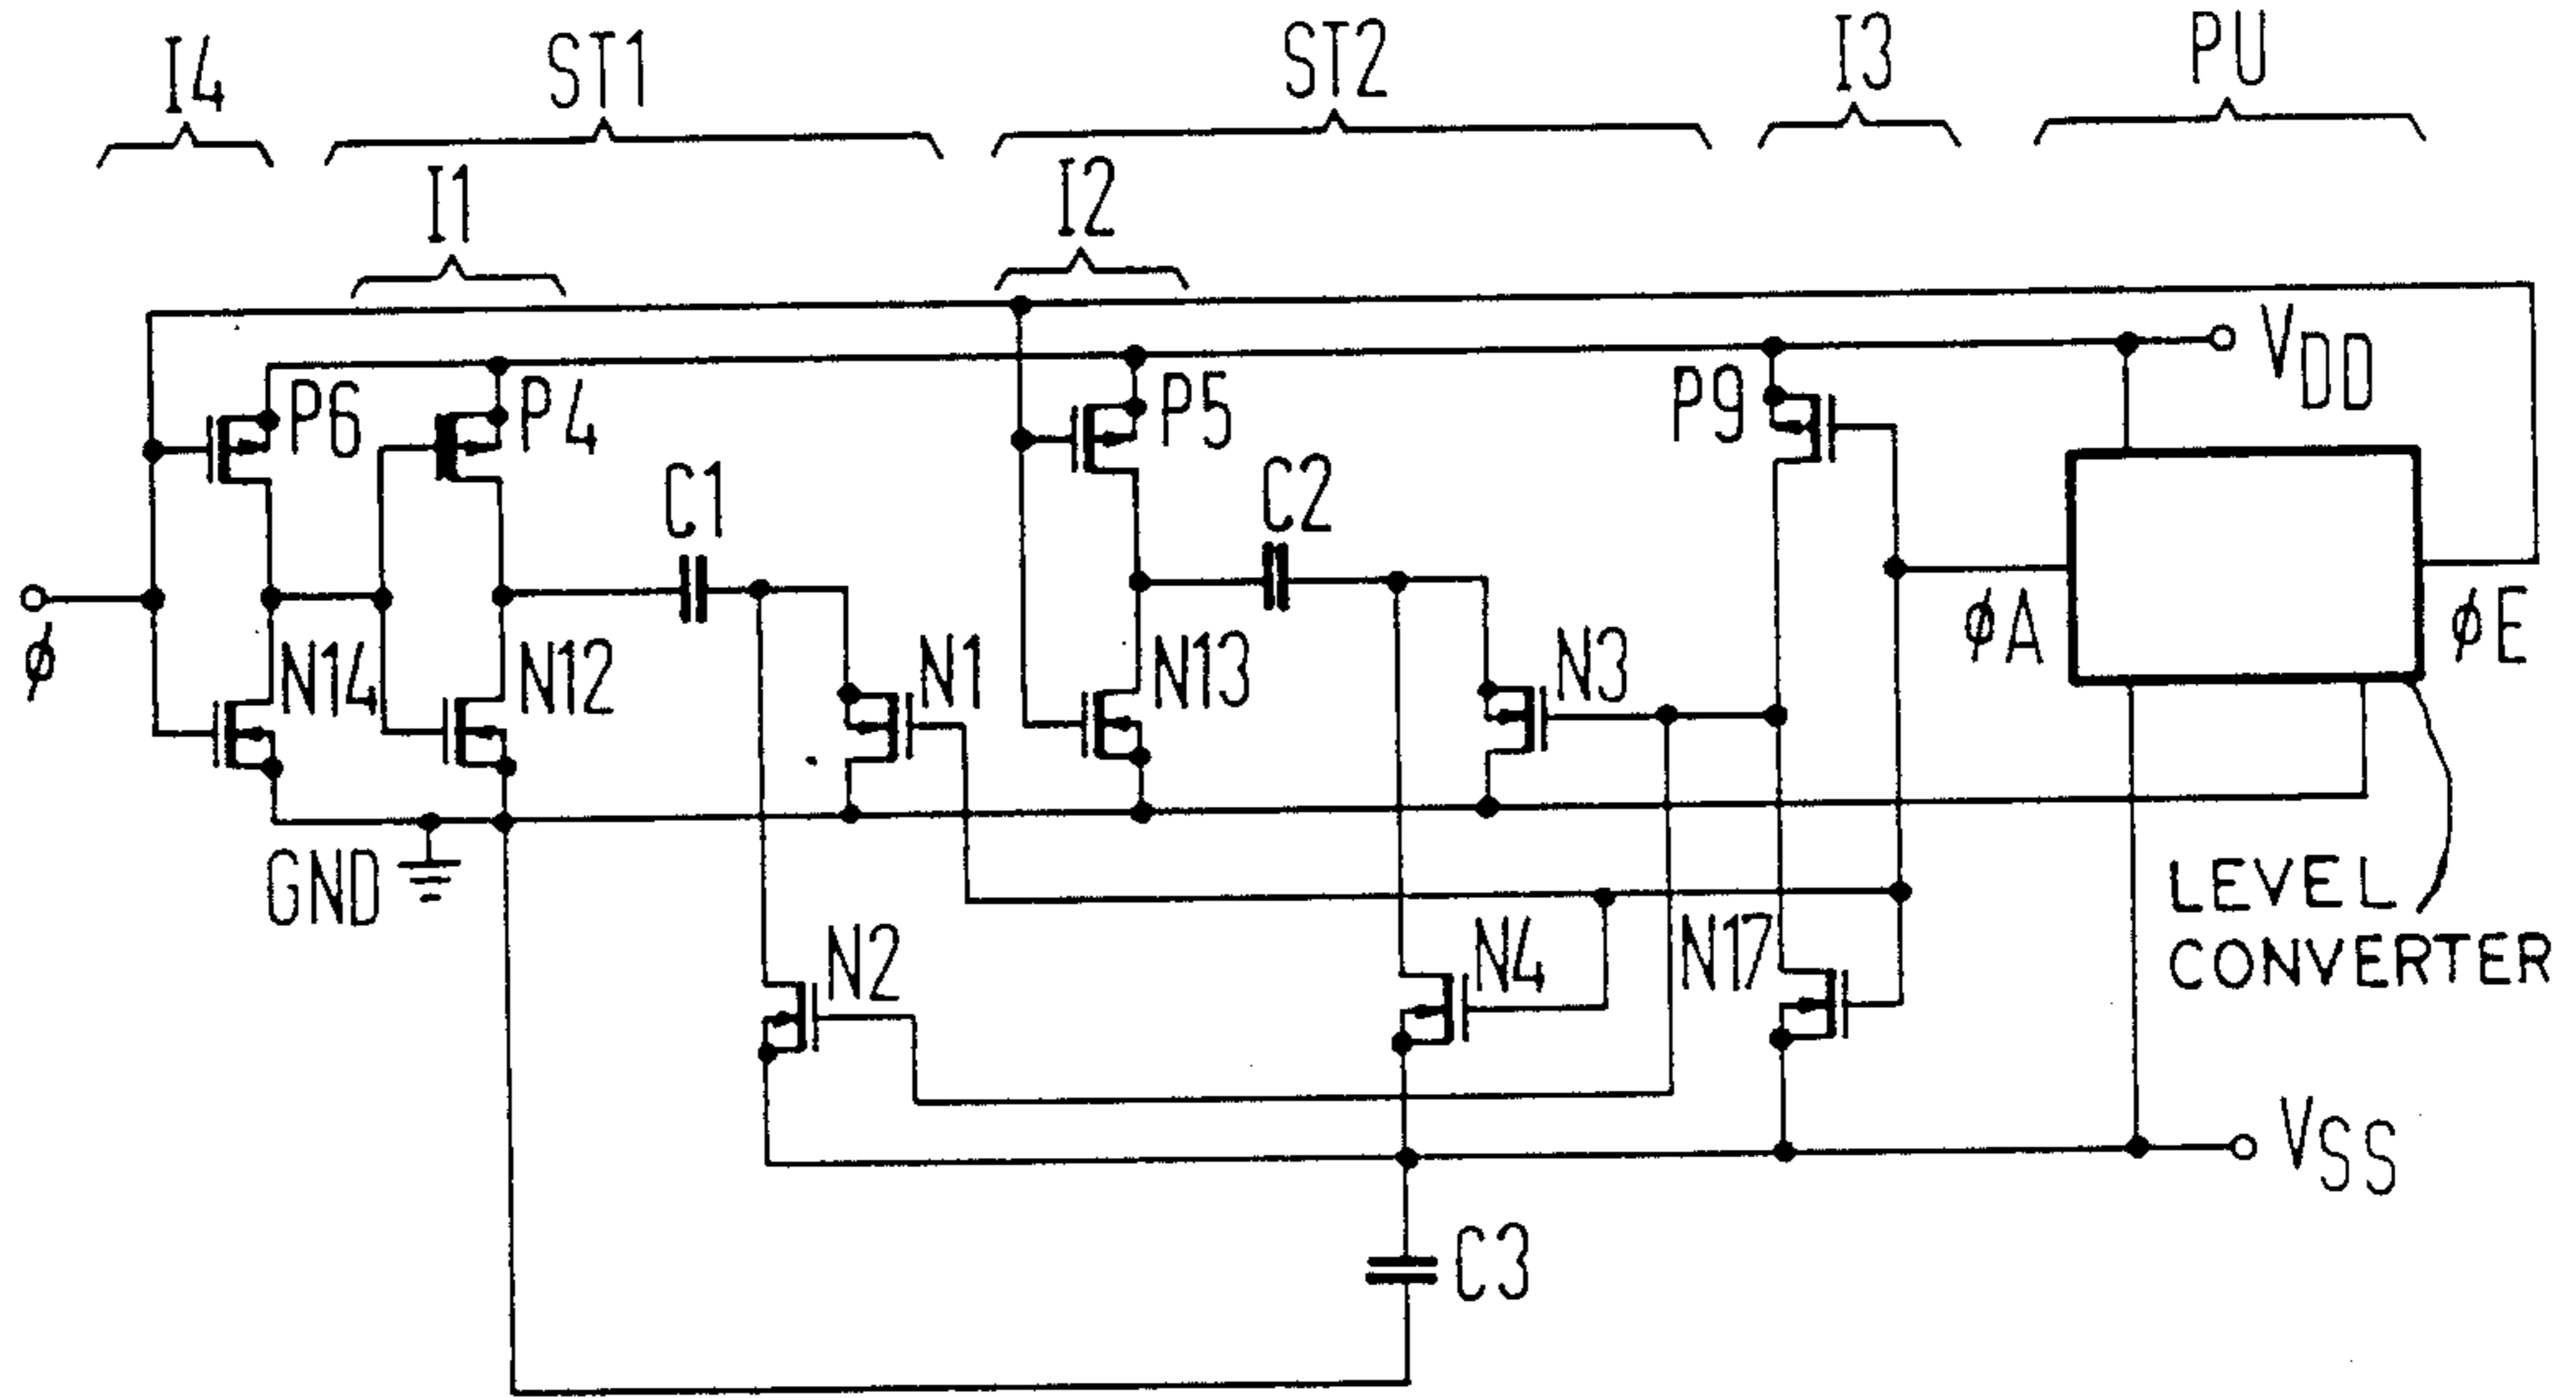 I4
ST1
ST2
I3
PU
I1
I2
VDD
P6
P4
P5
P9
C1
C2
ϕ
N14
N12
N1
N13
N3
ϕA
ϕE
GND
LEVEL
CONVERTER
N2
N4
N17
VSS
C3